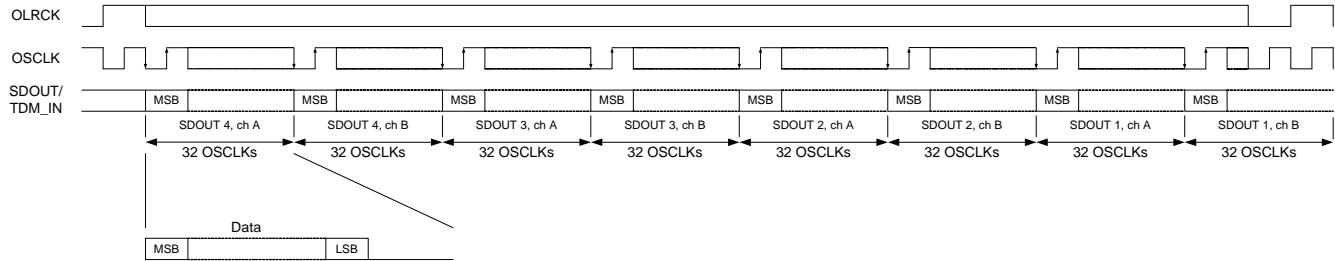 OLRCK
OSCLK
SDOUT/
TDM_IN
MSB MSB MSB MSB MSB MSB MSB MSB
SDOUT 4, ch A SDOUT 4, ch B SDOUT 3, ch A SDOUT 3, ch B SDOUT 2, ch A SDOUT 2, ch B SDOUT 1, ch A SDOUT 1, ch B
32 OSCLKs 32 OSCLKs 32 OSCLKs 32 OSCLKs 32 OSCLKs 32 OSCLKs 32 OSCLKs 32 OSCLKs
Data
MSB LSB